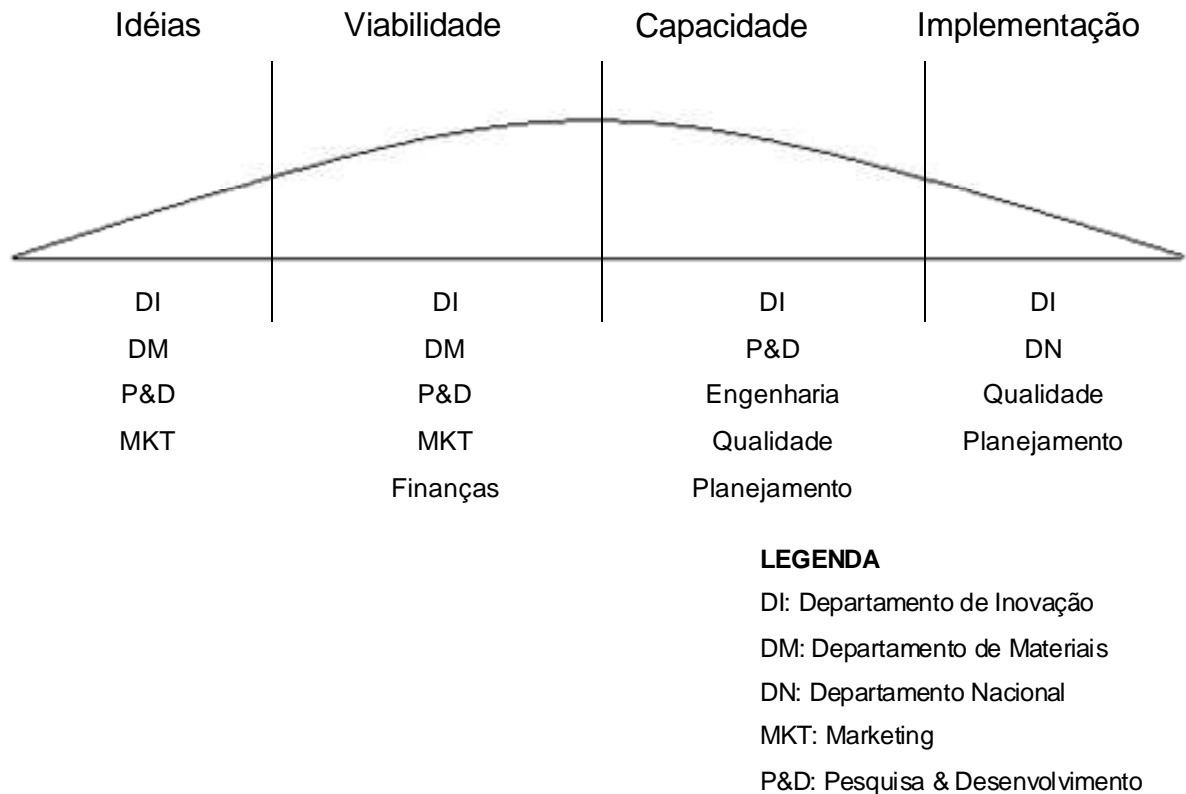 Idéias Viabilidade Capacidade Implementação
DI DI DI DI
DM DM P&D DN
P&D P&D Engenharia Qualidade
MKT MKT Qualidade Planejamento
Finanças Planejamento
LEGENDA
DI: Departamento de Inovação
DM: Departamento de Materiais
DN: Departamento Nacional
MKT: Marketing
P&D: Pesquisa & Desenvolvimento